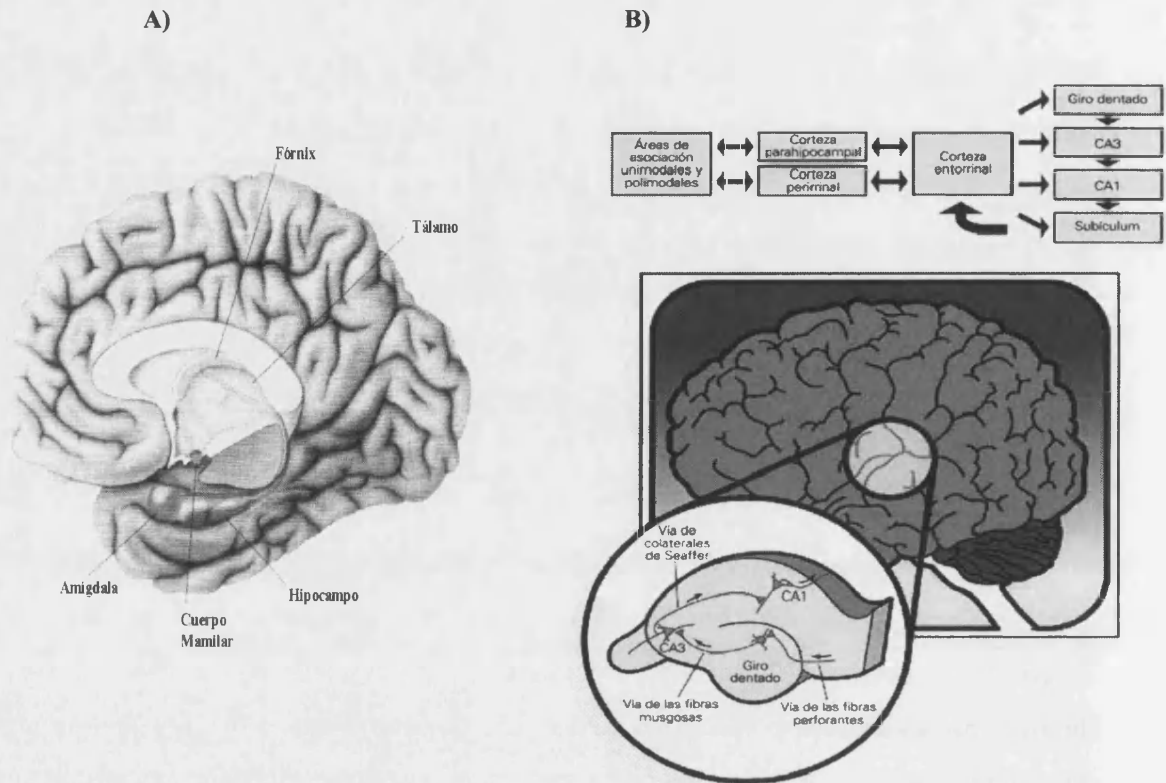 A)
Fórnix
Tálamo
Amigdala
Hipocampo
Cuerpo
Mamilar
B)
Giro dentado
CA3
CA1
Subiculum
Áreas de
asociación
unimodales y
polimodales
Corteza
parahipocampal
Corteza
perirrinal
Corteza
entorrinal
Vía de
colaterales
de Seaffer
CA1
CA3
Giro
dentado
Vía de las fibras
musgosas
Vía de las fibras
perforantes